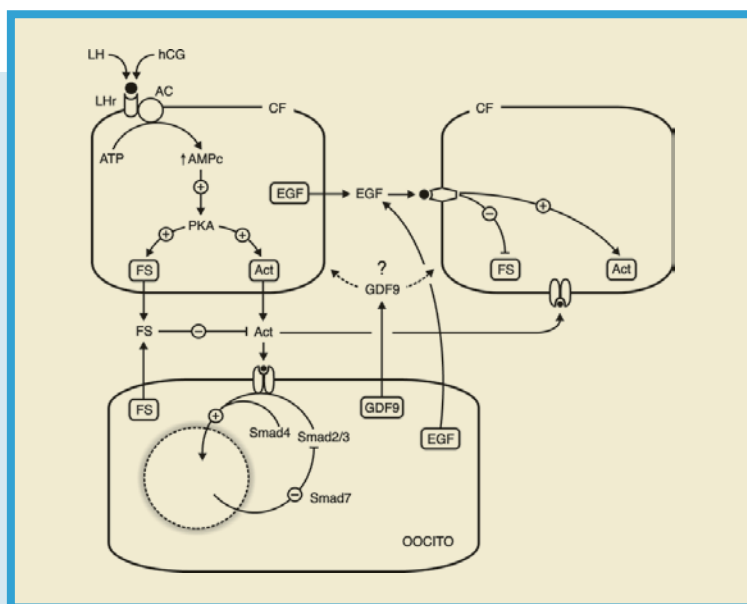 LH hCG
AC
LHr
CF
CF
ATP
↑AMPc
+
EGF
EGF
+
−
PKA
+
+
FS
Act
?
FS
Act
GDF9
FS
−
Act
FS
GDF9
+
EGF
Smad4
Smad2/3
−
Smad7
OOCITO